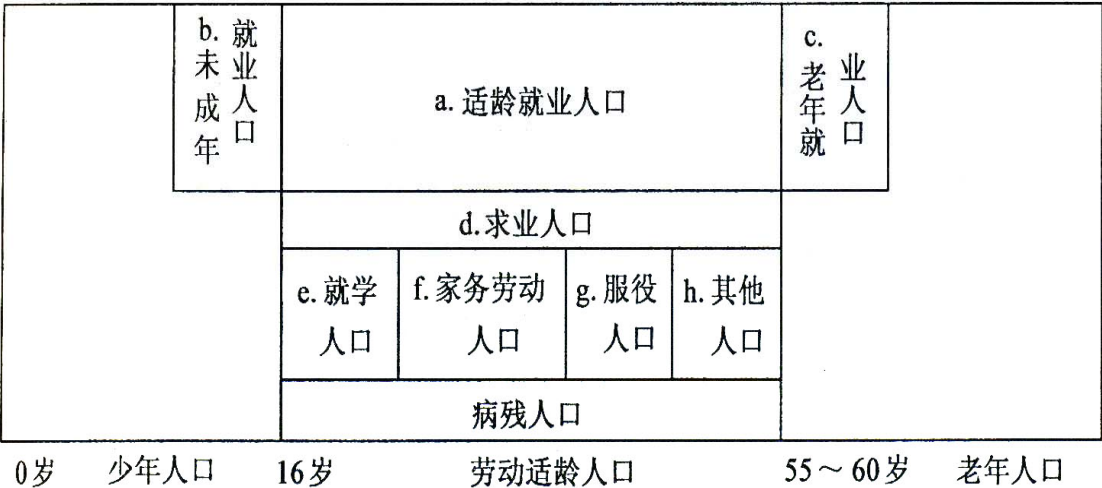 b.未成年就业人口
a.适龄就业人口
c.老年就业人口
d.求业人口
e.就学人口
f.家务劳动人口
g.服役人口
h.其他人口
病残人口
0岁 少年人口 16岁 劳动适龄人口 55～60岁 老年人口